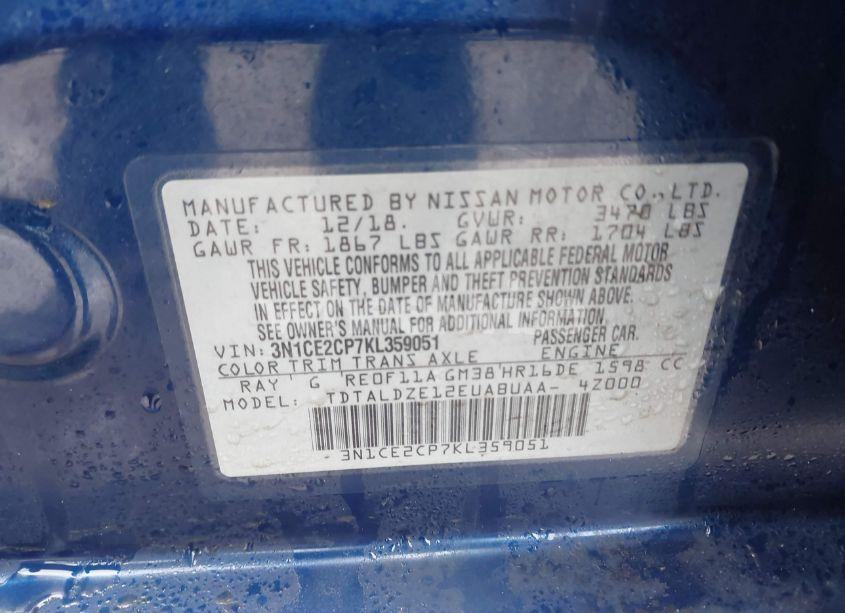 MANUFACTURED BY NISSAN MOTOR CO., LTD.
DATE: 12/18. GVWR: 3470 LBS
GAWR FR: 1867 LBS GAWR RR: 1704 LBS
THIS VEHICLE CONFORMS TO ALL APPLICABLE FEDERAL MOTOR
VEHICLE SAFETY, BUMPER AND THEFT PREVENTION STANDARDS
IN EFFECT ON THE DATE OF MANUFACTURE SHOWN ABOVE.
SEE OWNER'S MANUAL FOR ADDITIONAL INFORMATION.
VIN: 3N1CE2CP7KL359051 PASSENGER CAR.
COLOR TRIM TRANS AXLE ENGINE
RAY G RE0F11A GM38 HR16DE 1598 CC
MODEL: TDTALDZE12EUABUAA- 4Z000
3N1CE2CP7KL359051